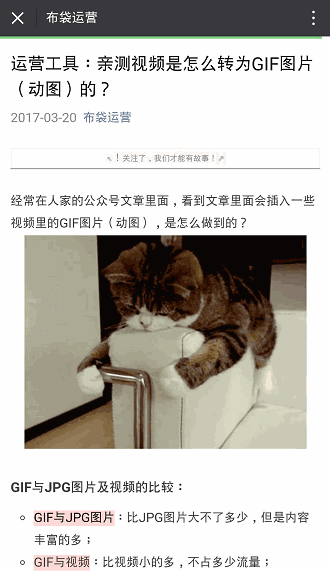 布袋运营
运营工具：亲测视频是怎么转为GIF图片
（动图）的？
2017-03-20 布袋运营
！关注了，我们才能有故事！
经常在人家的公众号文章里面，看到文章里面会插入一些
视频里的GIF图片（动图），是怎么做到的？
GIF与JPG图片及视频的比较：
GIF与JPG图片：比JPG图片大不了多少，但是内容
丰富的多；
GIF与视频：比视频小的多，不占多少流量；